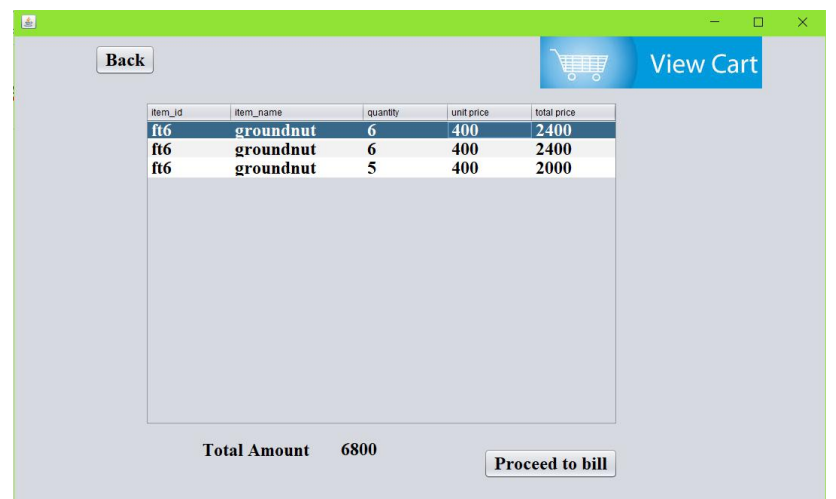 Back
View Cart
item_id item_name quantity unit price total price
ft6 groundnut 6 400 2400
ft6 groundnut 6 400 2400
ft6 groundnut 5 400 2000
Total Amount 6800
Proceed to bill